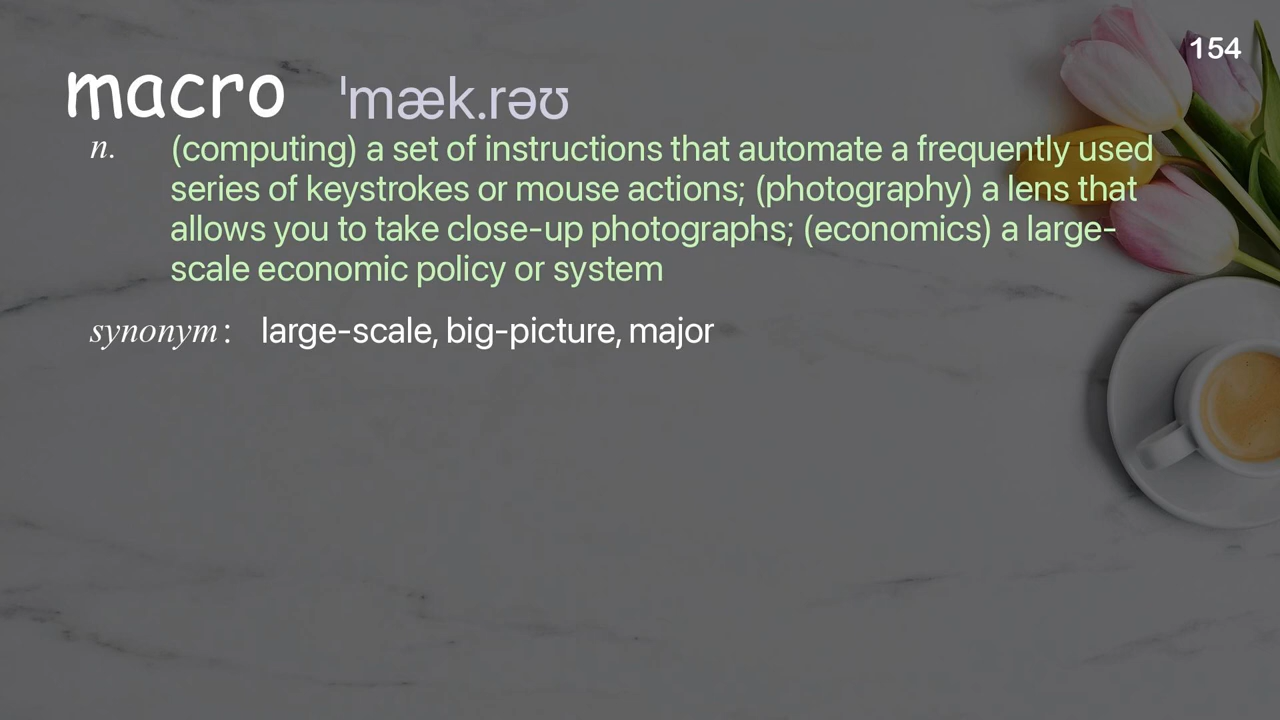 154
macro ˈmæk.rəʊ
n. (computing) a set of instructions that automate a frequently used
series of keystrokes or mouse actions; (photography) a lens that
allows you to take close-up photographs; (economics) a large-
scale economic policy or system
synonym: large-scale, big-picture, major